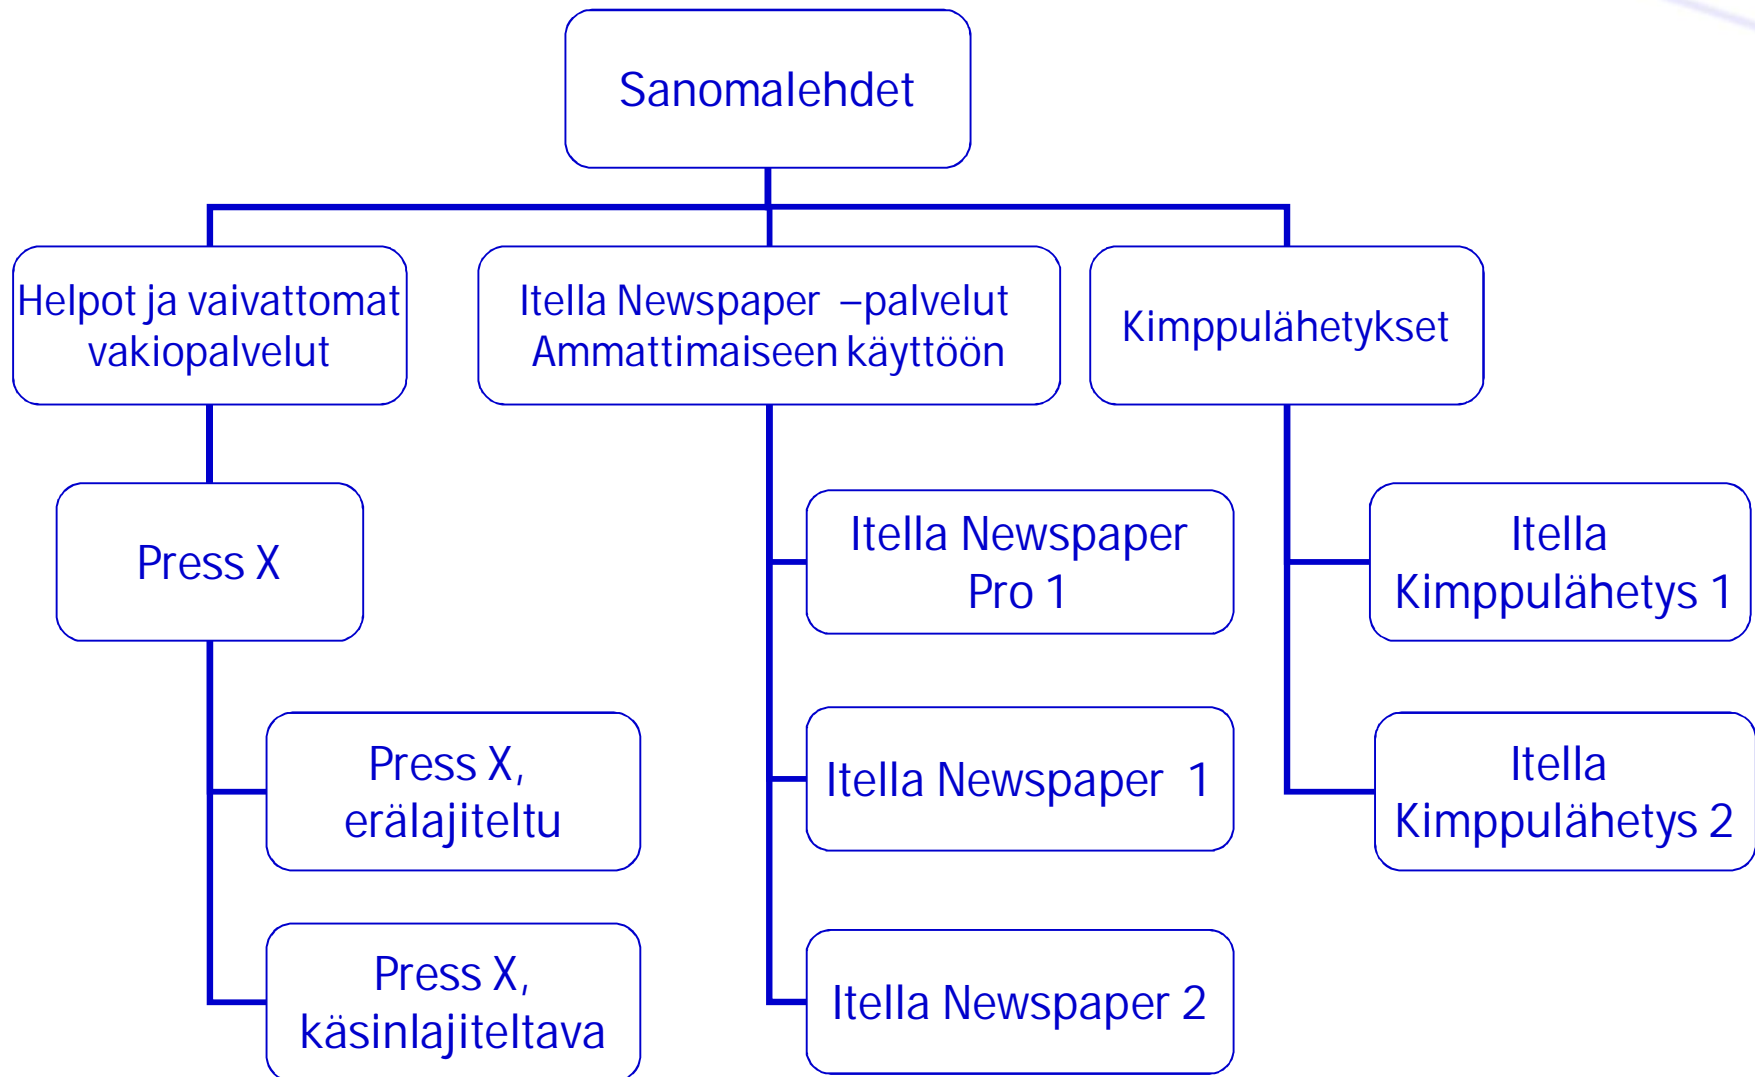 Sanomalehdet
Helpot ja vaivattomat
vakiopalvelut
Itella Newspaper –palvelut
Ammattimaiseen käyttöön
Kimppulähetykset
Press X
Itella Newspaper
Pro 1
Itella
Kimppulähetys 1
Press X,
erälajiteltu
Itella Newspaper 1
Itella
Kimppulähetys 2
Press X,
käsinlajiteltava
Itella Newspaper 2